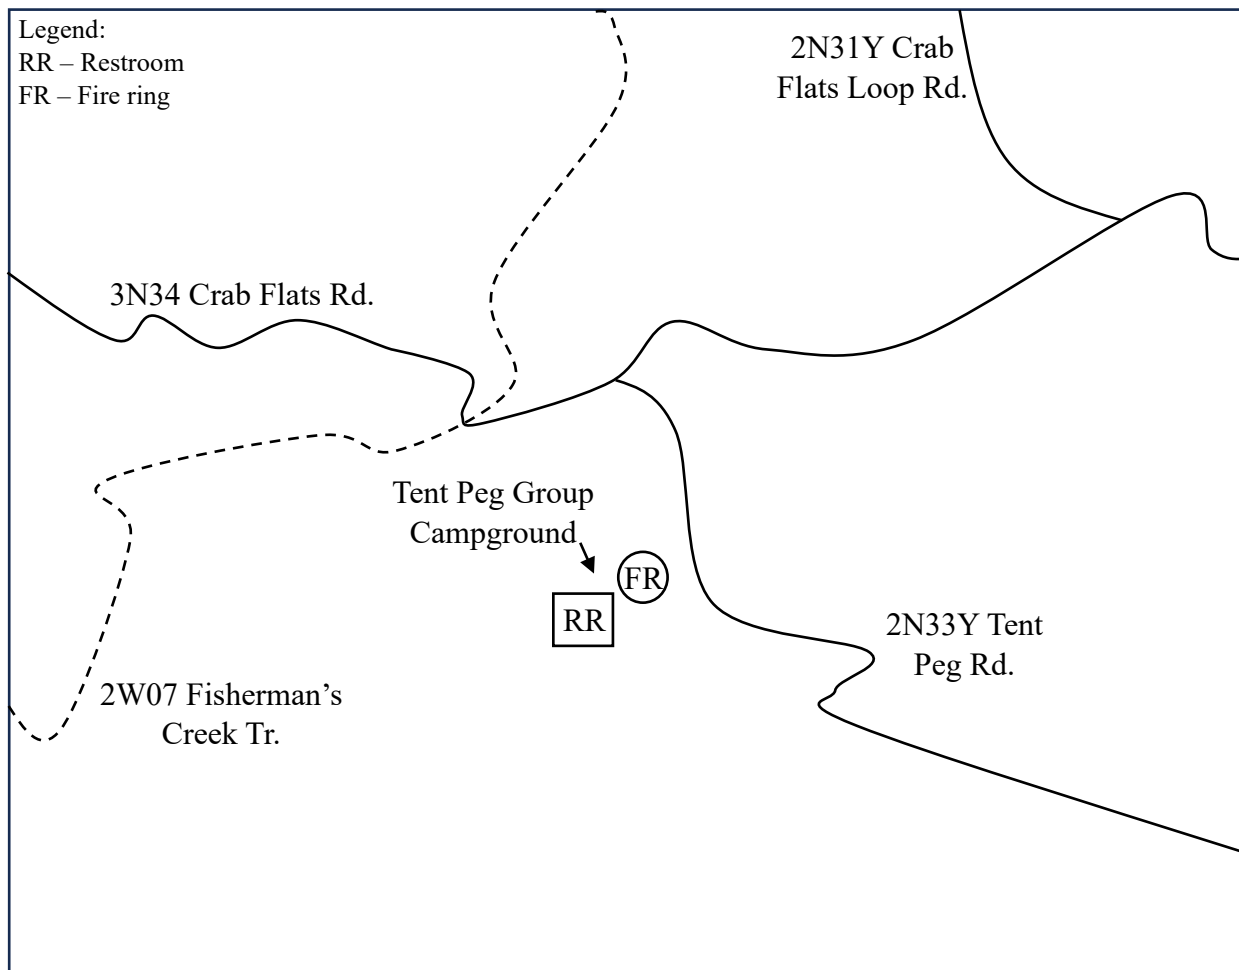 Legend:
RR – Restroom
FR – Fire ring
2N31Y Crab
Flats Loop Rd.
3N34 Crab Flats Rd.
Tent Peg Group
Campground
FR
RR
2N33Y Tent
Peg Rd.
2W07 Fisherman’s
Creek Tr.